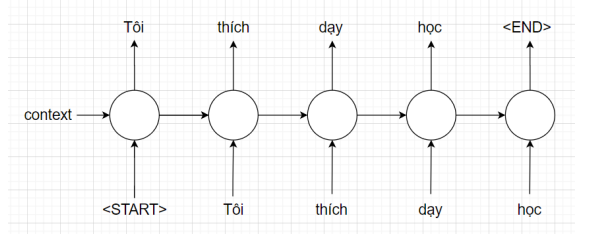 Tôi thích dạy học <END>
context
<START> Tôi thích dạy học